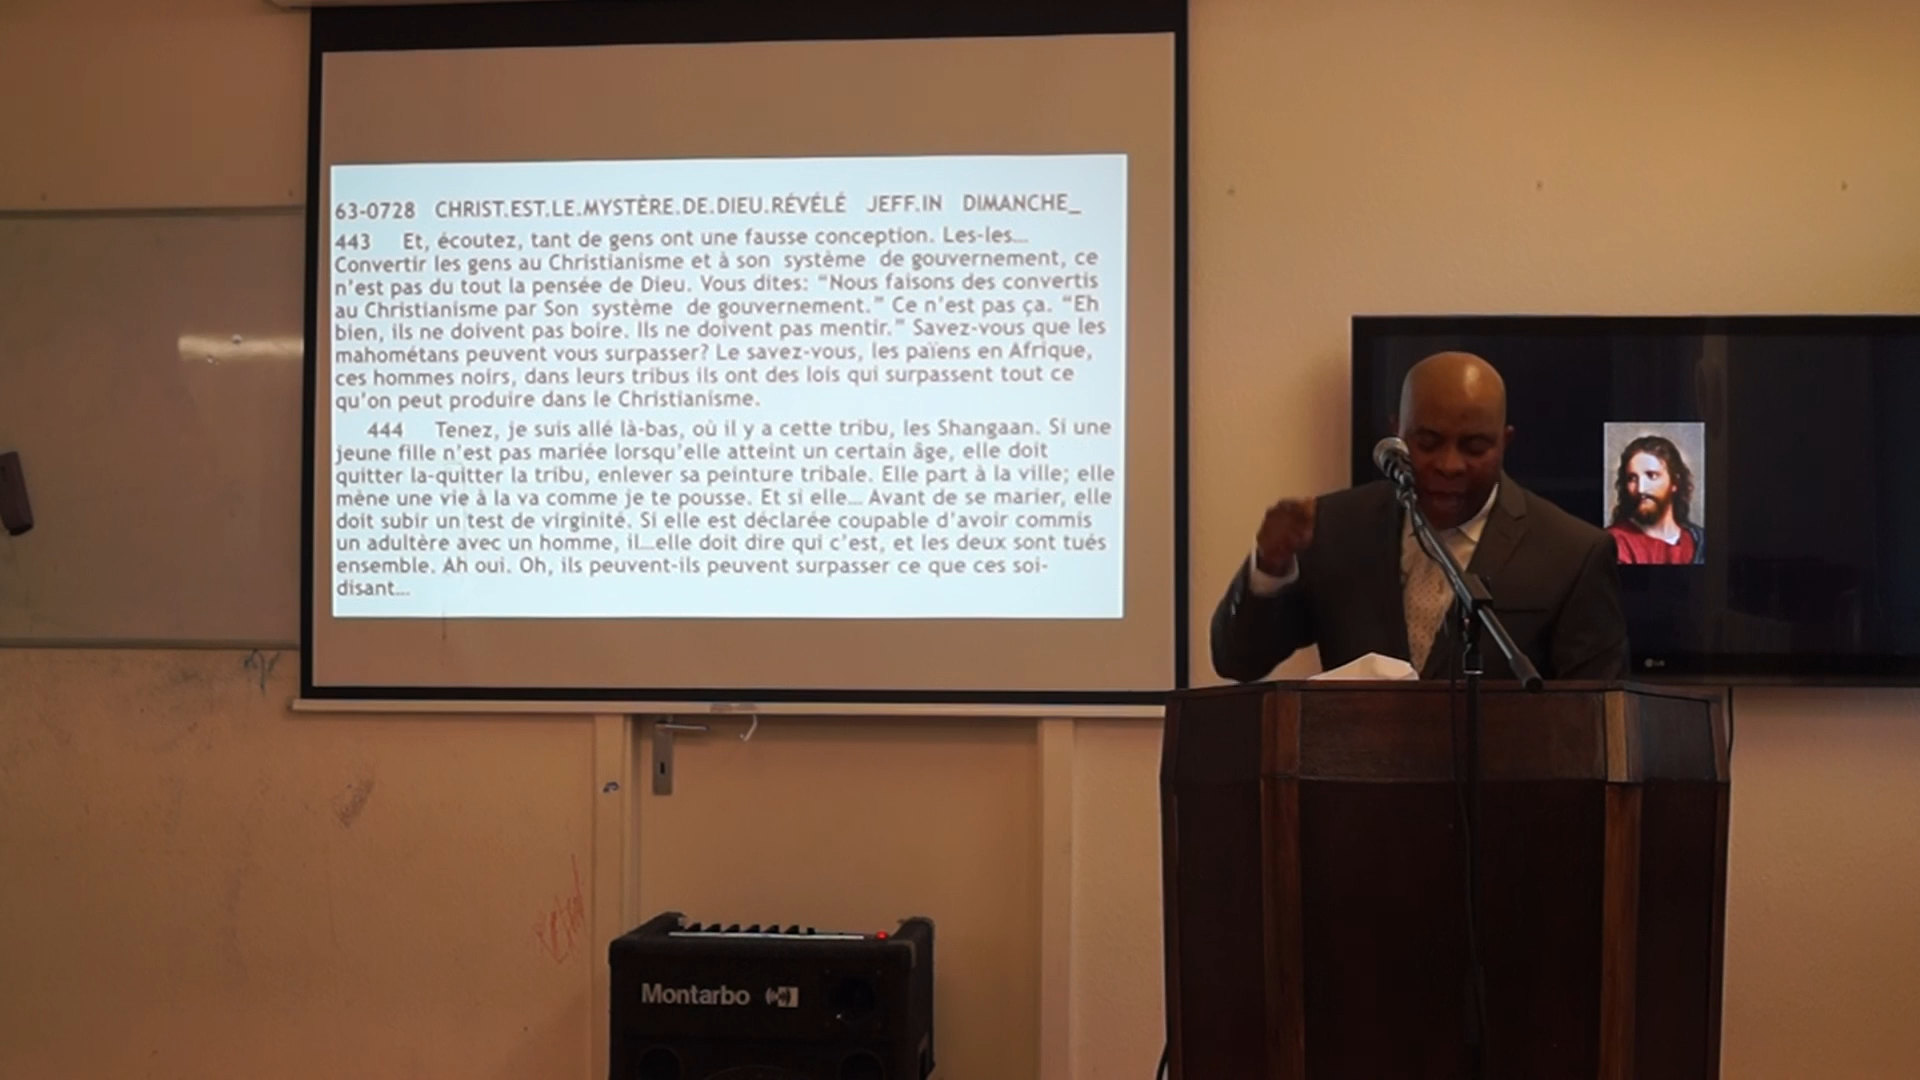 63-0728 CHRIST.EST.LE.MYSTÈRE.DE.DIEU.RÉVÉLÉ JEFF.IN DIMANCHE_
443 Et, écoutez, tant de gens ont une fausse conception. Les-les...
Convertir les gens au Christianisme et à son système de gouvernement, ce
n'est pas du tout la pensée de Dieu. Vous dites: "Nous faisons des convertis
au Christianisme par Son système de gouvernement." Ce n'est pas ça. "Eh
bien, ils ne doivent pas boire. Ils ne doivent pas mentir." Savez-vous que les
mahométans peuvent vous surpasser? Le savez-vous, les païens en Afrique,
ces hommes noirs, dans leurs tribus ils ont des lois qui surpassent tout ce
qu'on peut produire dans le Christianisme.
444 Tenez, je suis allé là-bas, où il y a cette tribu, les Shangaan. Si une
jeune fille n'est pas mariée lorsqu'elle atteint un certain âge, elle doit
quitter la-quitter la tribu, enlever sa peinture tribale. Elle part à la ville; elle
mène une vie à la va comme je te pousse. Et si elle... Avant de se marier, elle
doit subir un test de virginité. Si elle est déclarée coupable d'avoir commis
un adultère avec un homme, il...elle doit dire qui c'est, et les deux sont tués
ensemble. Ah oui. Oh, ils peuvent-ils peuvent surpasser ce que ces soi-
disant...
LG
Montarbo